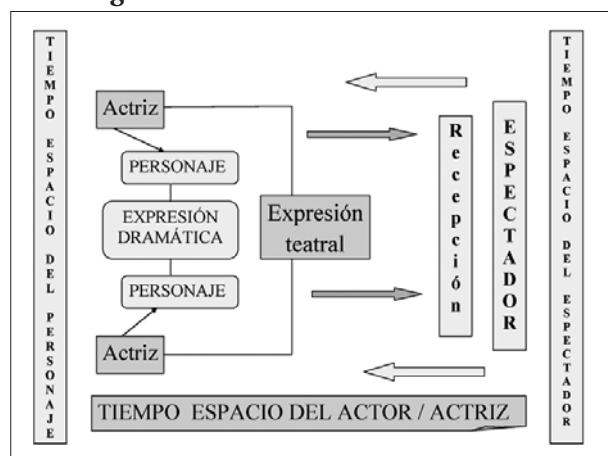 TIEMPO ESPACIO DEL PERSONAJE
Actriz
PERSONAJE
EXPRESIÓN
DRAMÁTICA
PERSONAJE
Actriz
Expresión
teatral
Recepción
ESPECTADOR
TIEMPO ESPACIO DEL ESPECTADOR
TIEMPO ESPACIO DEL ACTOR / ACTRIZ